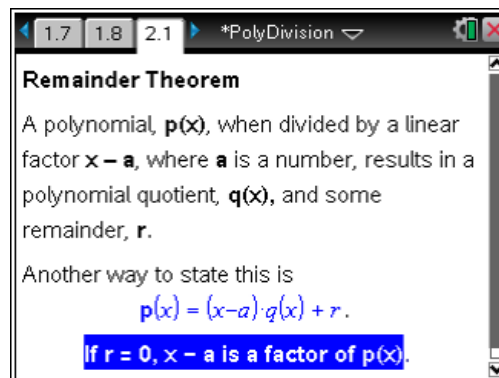 1.7 1.8 2.1 *PolyDivision
Remainder Theorem
A polynomial, p(x), when divided by a linear
factor x – a, where a is a number, results in a
polynomial quotient, q(x), and some
remainder, r.
Another way to state this is
p(x) = (x–a)·q(x) + r.
If r = 0, x – a is a factor of p(x).